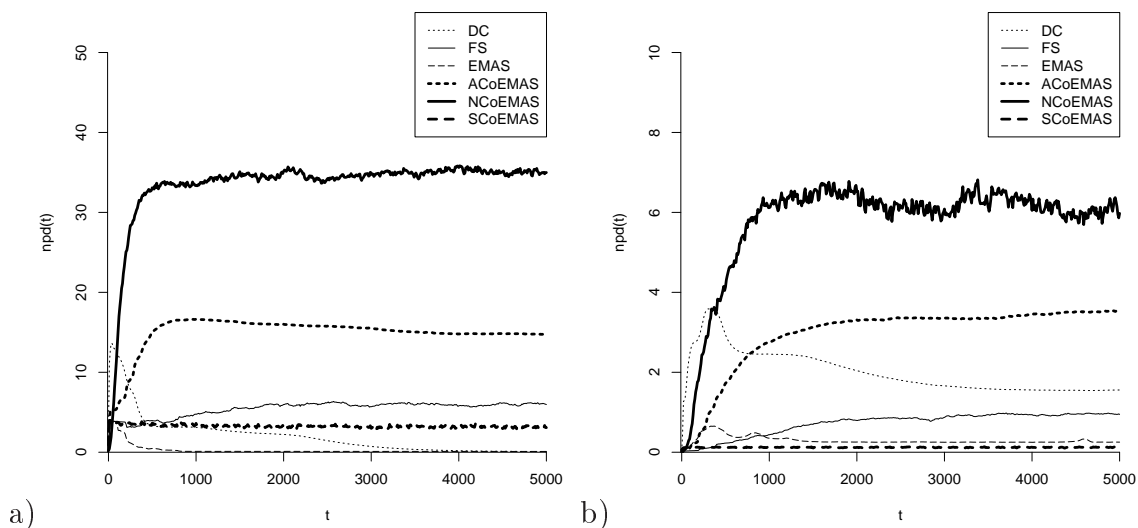 DC
FS
EMAS
ACoEMAS
NCoEMAS
SCoEMAS
50
40
30
20
10
0
npd(t)
0 1000 2000 3000 4000 5000
t
a)
DC
FS
EMAS
ACoEMAS
NCoEMAS
SCoEMAS
10
8
6
4
2
0
npd(t)
0 1000 2000 3000 4000 5000
t
b)